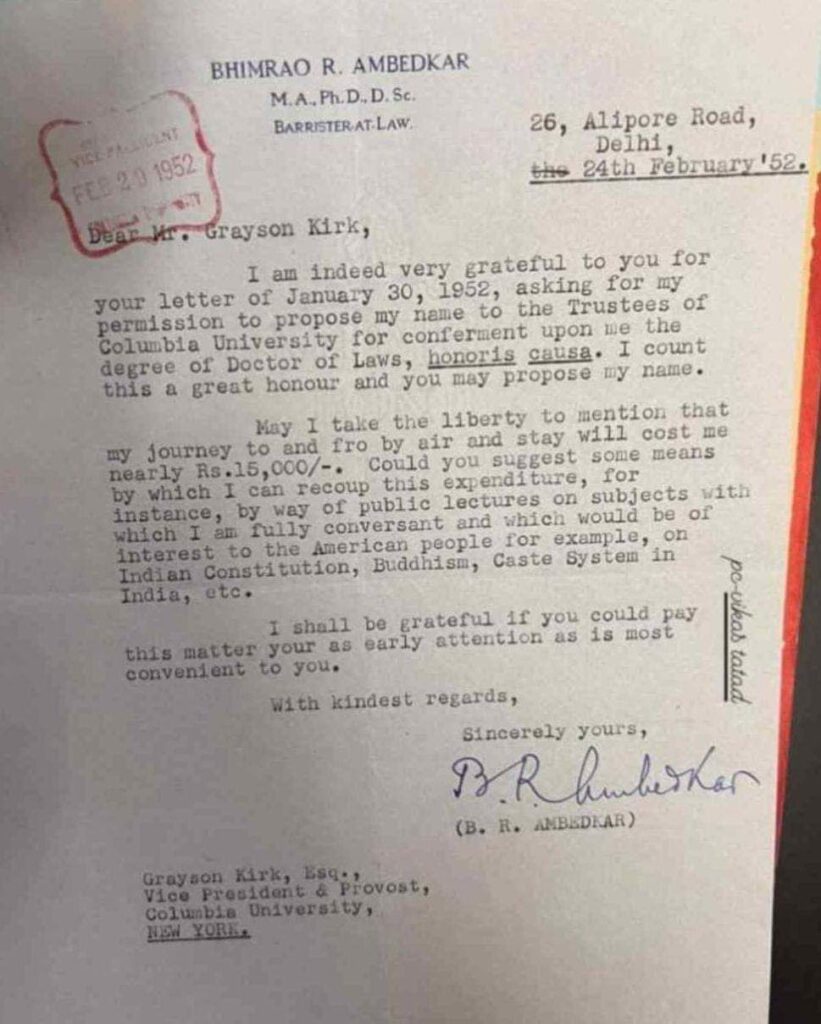 BHIMRAO R. AMBEDKAR
M.A., Ph.D., D.Sc.
BARRISTER-AT-LAW.
26, Alipore Road,
Delhi,
the 24th February '52.
VICE PRESIDENT
FEB 29 1952
Dear Mr. Grayson Kirk,
I am indeed very grateful to you for
your letter of January 30, 1952, asking for my
permission to propose my name to the Trustees of
Columbia University for conferment upon me the
degree of Doctor of Laws, honoris causa. I count
this a great honour and you may propose my name.
May I take the liberty to mention that
my journey to and fro by air and stay will cost me
nearly Rs.15,000/-. Could you suggest some means
by which I can recoup this expenditure, for
instance, by way of public lectures on subjects with
which I am fully conversant and which would be of
interest to the American people for example, on
Indian Constitution, Buddhism, Caste System in
India, etc.
I shall be grateful if you could pay
this matter your as early attention as is most
convenient to you.
With kindest regards,
Sincerely yours,
B. R. Ambedkar
(B. R. AMBEDKAR)
Grayson Kirk, Esq.,
Vice President & Provost,
Columbia University,
NEW YORK.
pc-vikas tatad